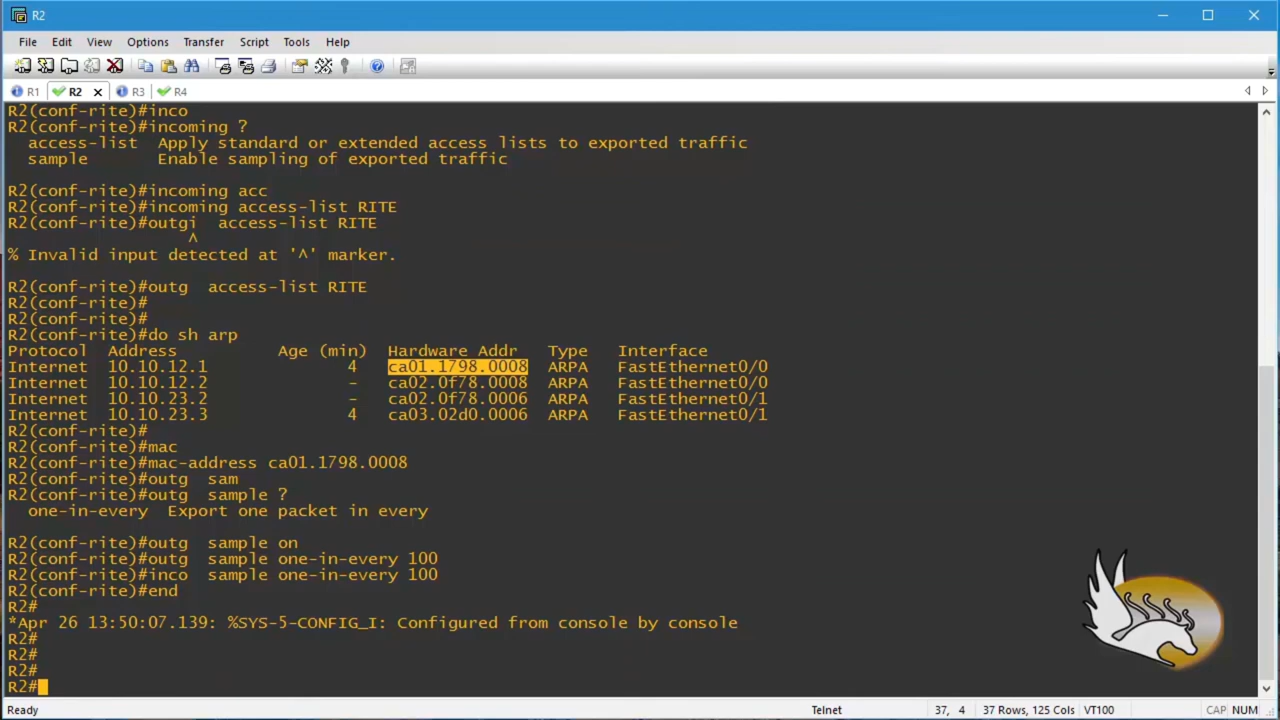 R2
File Edit View Options Transfer Script Tools Help
R1 R2 R3 R4
R2(conf-rite)#inco
R2(conf-rite)#incoming ?
access-list Apply standard or extended access lists to exported traffic
sample Enable sampling of exported traffic
R2(conf-rite)#incoming acc
R2(conf-rite)#incoming access-list RITE
R2(conf-rite)#outgi access-list RITE
^
% Invalid input detected at '^' marker.
R2(conf-rite)#outg access-list RITE
R2(conf-rite)#
R2(conf-rite)#
R2(conf-rite)#do sh arp
Protocol Address Age (min) Hardware Addr Type Interface
Internet 10.10.12.1 4 ca01.1798.0008 ARPA FastEthernet0/0
Internet 10.10.12.2 - ca02.0f78.0008 ARPA FastEthernet0/0
Internet 10.10.23.2 - ca02.0f78.0006 ARPA FastEthernet0/1
Internet 10.10.23.3 4 ca03.02d0.0006 ARPA FastEthernet0/1
R2(conf-rite)#
R2(conf-rite)#mac
R2(conf-rite)#mac-address ca01.1798.0008
R2(conf-rite)#outg sam
R2(conf-rite)#outg sample ?
one-in-every Export one packet in every
R2(conf-rite)#outg sample on
R2(conf-rite)#outg sample one-in-every 100
R2(conf-rite)#inco sample one-in-every 100
R2(conf-rite)#end
R2#
*Apr 26 13:50:07.139: %SYS-5-CONFIG_I: Configured from console by console
R2#
R2#
R2#
R2#
Ready Telnet 37, 4 37 Rows, 125 Cols VT100 CAP NUM